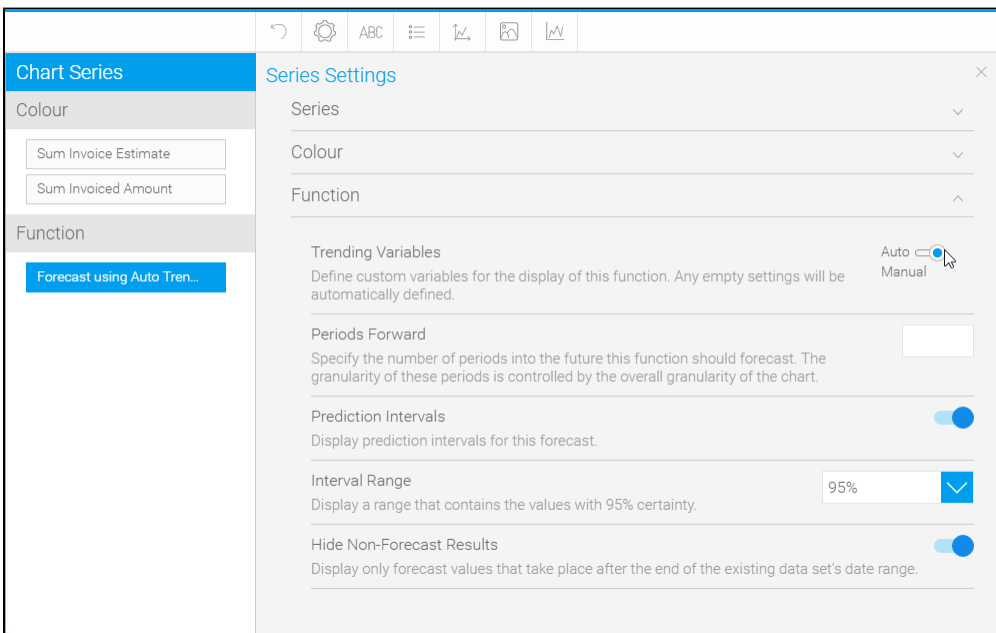 ABC
Chart Series
Series Settings
Colour
Series
Sum Invoice Estimate
Sum Invoiced Amount
Colour
Function
Function
Forecast using Auto Tren...
Trending Variables
Auto
Manual
Define custom variables for the display of this function. Any empty settings will be
automatically defined.
Periods Forward
Specify the number of periods into the future this function should forecast. The
granularity of these periods is controlled by the overall granularity of the chart.
Prediction Intervals
Display prediction intervals for this forecast.
Interval Range
95%
Display a range that contains the values with 95% certainty.
Hide Non-Forecast Results
Display only forecast values that take place after the end of the existing data set's date range.